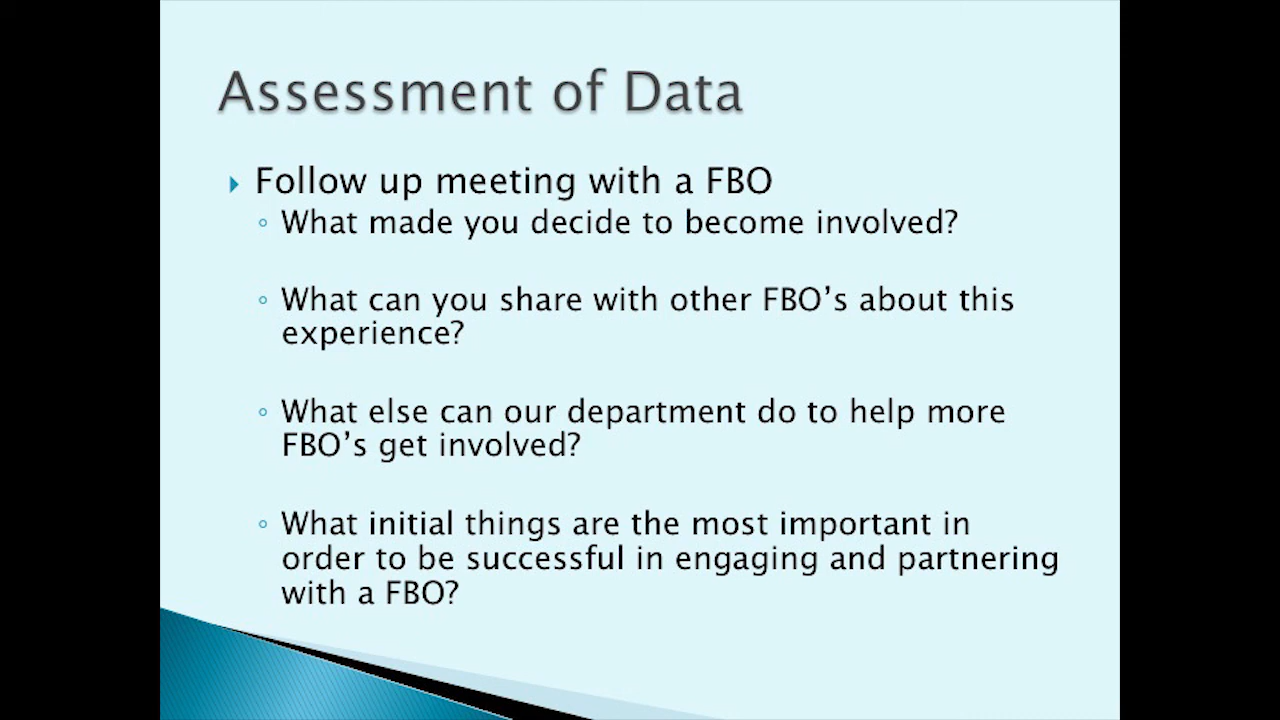 Assessment of Data
Follow up meeting with a FBO
What made you decide to become involved?
What can you share with other FBO’s about this
experience?
What else can our department do to help more
FBO’s get involved?
What initial things are the most important in
order to be successful in engaging and partnering
with a FBO?